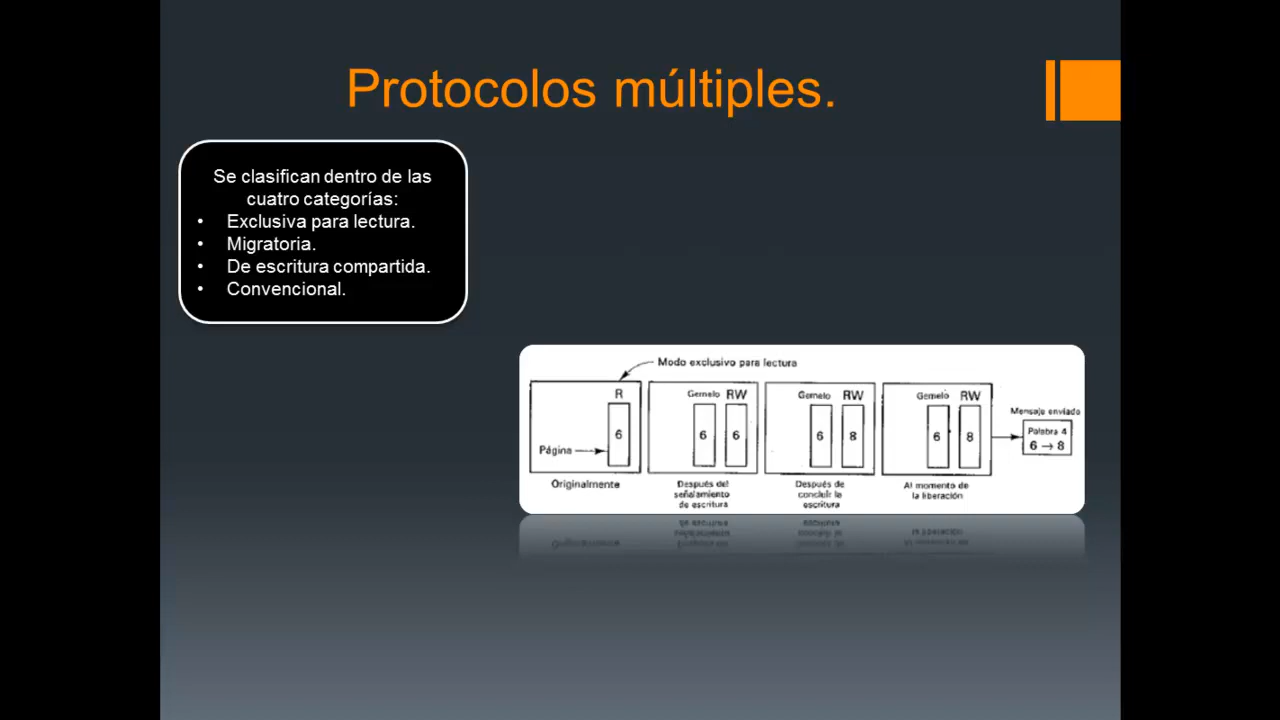 Protocolos múltiples.
Se clasifican dentro de las
cuatro categorías:
• Exclusiva para lectura.
• Migratoria.
• De escritura compartida.
• Convencional.
Modo exclusivo para lectura
R
6
Página
Originalmente
Gemelo RW
6 6
Después del
señalamiento
de escritura
Gemelo RW
6 8
Después de
concluir la
escritura
Gemelo RW
6 8
Al momento de
la liberación
Mensaje enviado
Palabra 4
6 → 8